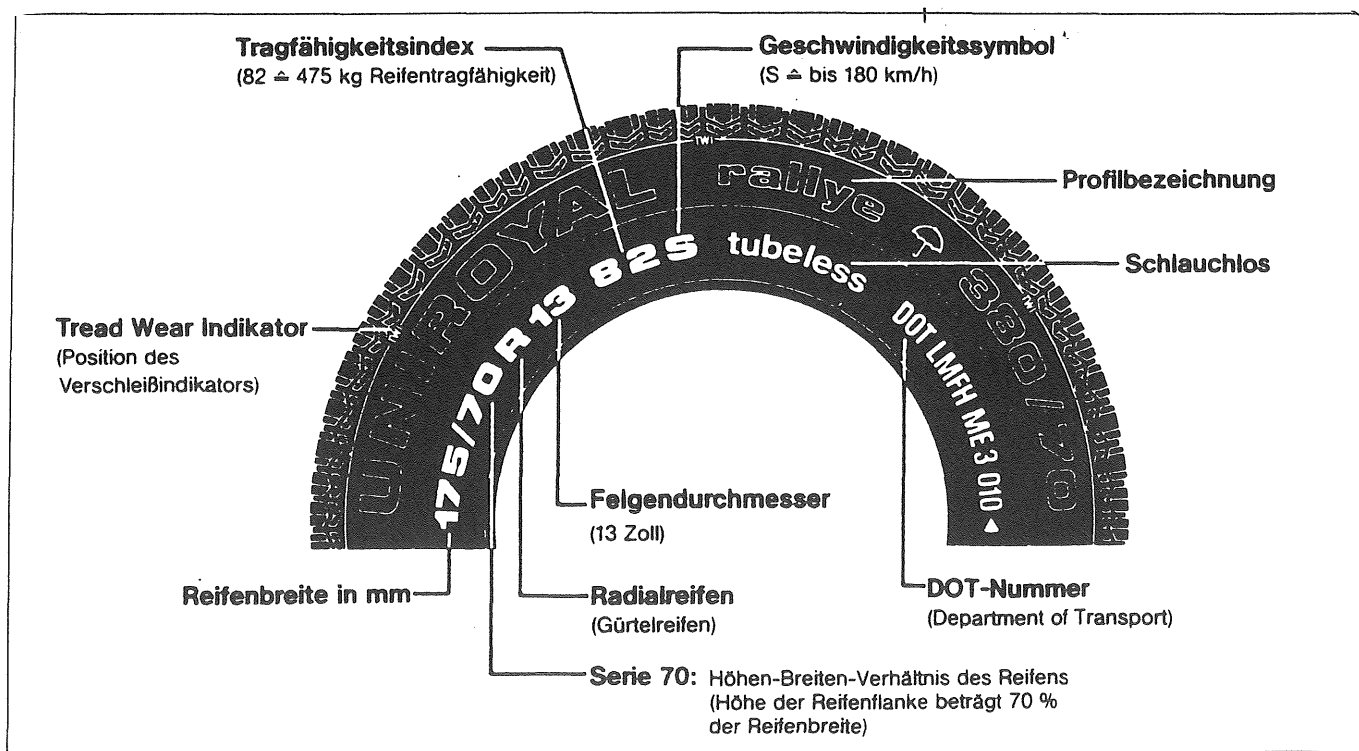 Tragfähigkeitsindex
(82 ≙ 475 kg Reifentragfähigkeit)
Geschwindigkeitssymbol
(S ≙ bis 180 km/h)
TWI
UNIROYAL
rallye
Profilbezeichnung
175/70 R 13 82S
tubeless
Schlauchlos
380/70
TWI
DOT LMFH ME 3 010 ◄
Tread Wear Indikator
(Position des
Verschleißindikators)
Felgendurchmesser
(13 Zoll)
Reifenbreite in mm
Radialreifen
(Gürtelreifen)
DOT-Nummer
(Department of Transport)
Serie 70: Höhen-Breiten-Verhältnis des Reifens
(Höhe der Reifenflanke beträgt 70 %
der Reifenbreite)